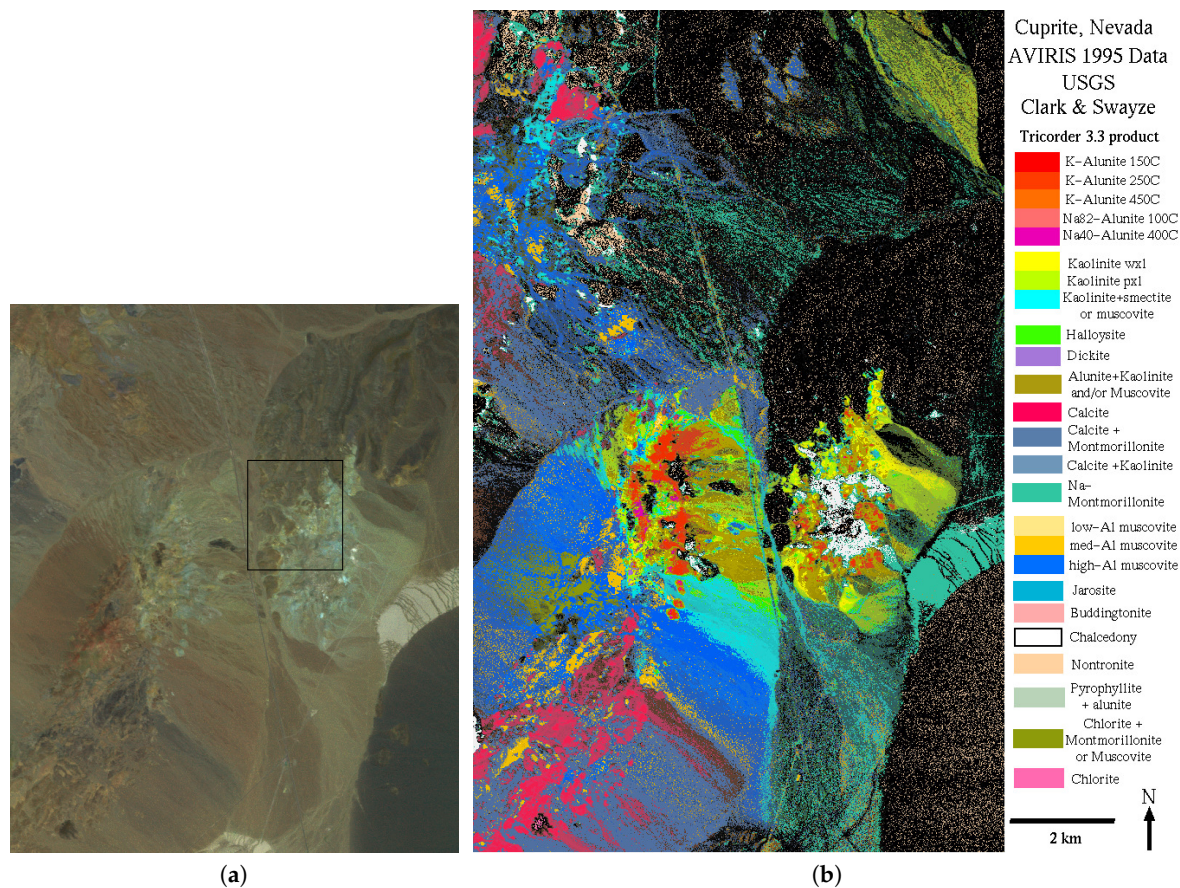 Cuprite, Nevada
AVIRIS 1995 Data
USGS
Clark & Swayze
Tricorder 3.3 product
K-Alunite 150C
K-Alunite 250C
K-Alunite 450C
Na82-Alunite 100C
Na40-Alunite 400C
Kaolinite wxl
Kaolinite pxl
Kaolinite+smectite
or muscovite
Halloysite
Dickite
Alunite+Kaolinite
and/or Muscovite
Calcite
Calcite +
Montmorillonite
Calcite +Kaolinite
Na-
Montmorillonite
low-Al muscovite
med-Al muscovite
high-Al muscovite
Jarosite
Buddingtonite
Chalcedony
Nontronite
Pyrophyllite
+ alunite
Chlorite +
Montmorillonite
or Muscovite
Chlorite
N
2 km
(a)
(b)